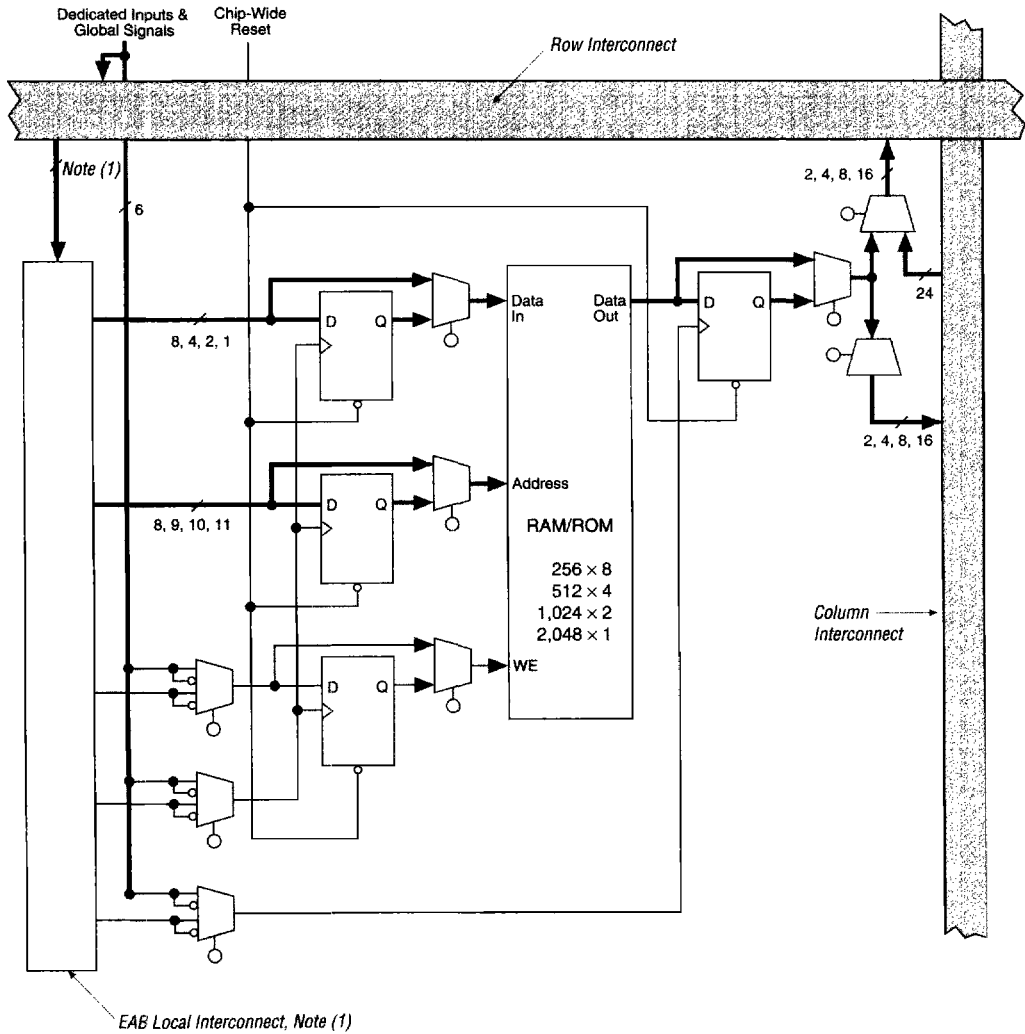 Dedicated Inputs &
Global Signals
Chip-Wide
Reset
Row Interconnect
Note (1)
6
2, 4, 8, 16
24
D Q
8, 4, 2, 1
Data
In
Data
Out
D Q
2, 4, 8, 16
D Q
8, 9, 10, 11
Address
RAM/ROM
256 × 8
512 × 4
1,024 × 2
2,048 × 1
Column
Interconnect
D Q
WE
EAB Local Interconnect, Note (1)